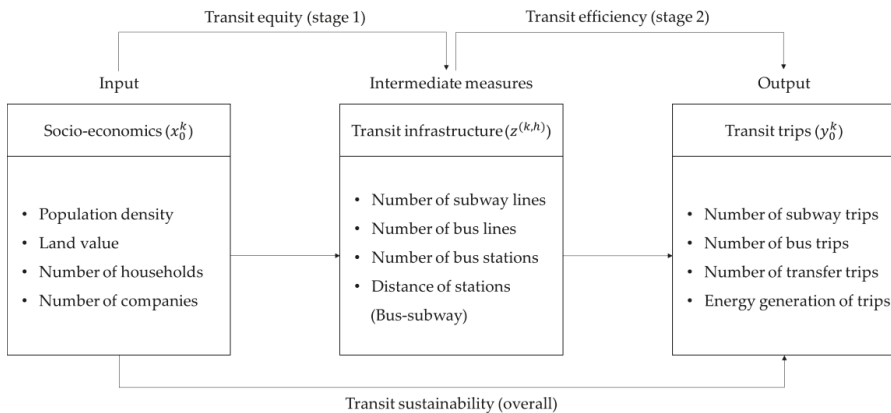 Transit equity (stage 1)
Transit efficiency (stage 2)
Input
Intermediate measures
Output
Socio-economics (x₀ᵏ)
• Population density
• Land value
• Number of households
• Number of companies
Transit infrastructure (z⁽ᵏ,ʰ⁾)
• Number of subway lines
• Number of bus lines
• Number of bus stations
• Distance of stations
(Bus-subway)
Transit trips (y₀ᵏ)
• Number of subway trips
• Number of bus trips
• Number of transfer trips
• Energy generation of trips
Transit sustainability (overall)